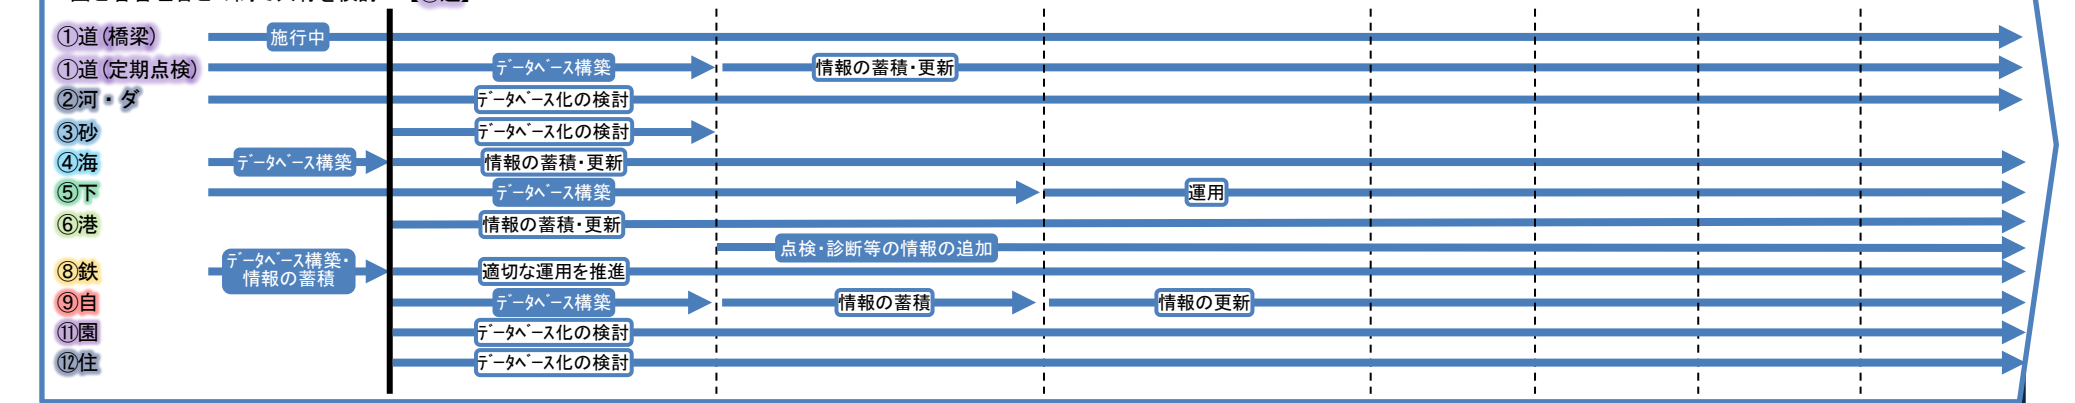 ①道(橋梁) 施行中
①道(定期点検) ﾃﾞｰﾀﾍﾞｰｽ構築 情報の蓄積・更新
②河・ダ ﾃﾞｰﾀﾍﾞｰｽ化の検討
③砂 ﾃﾞｰﾀﾍﾞｰｽ化の検討
④海 ﾃﾞｰﾀﾍﾞｰｽ構築 情報の蓄積・更新
⑤下 ﾃﾞｰﾀﾍﾞｰｽ構築 運用
⑥港 情報の蓄積・更新
点検・診断等の情報の追加
ﾃﾞｰﾀﾍﾞｰｽ構築・
情報の蓄積
⑧鉄 適切な運用を推進
⑨自 ﾃﾞｰﾀﾍﾞｰｽ構築 情報の蓄積 情報の更新
⑪園 ﾃﾞｰﾀﾍﾞｰｽ化の検討
⑫住 ﾃﾞｰﾀﾍﾞｰｽ化の検討